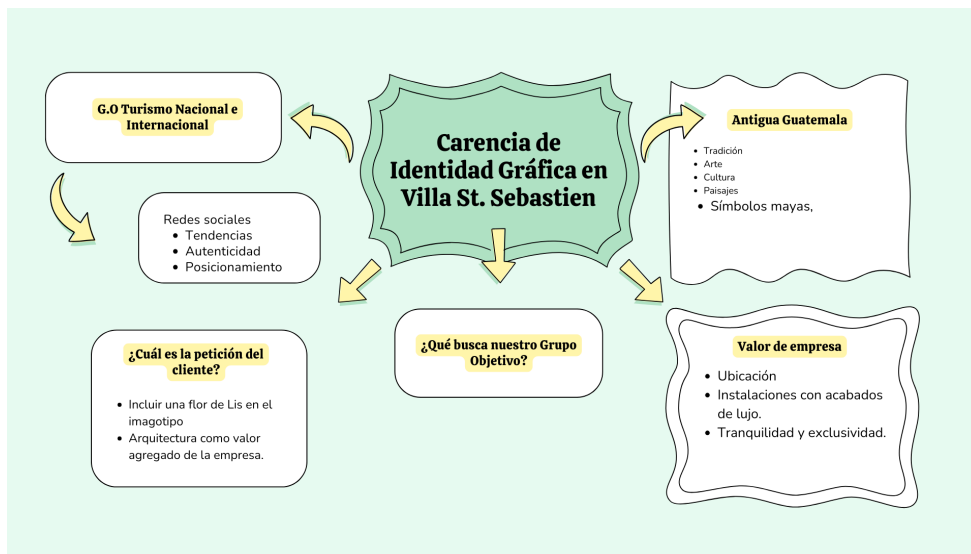 Carencia de
Identidad Gráfica en
Villa St. Sebastien
G.O Turismo Nacional e
Internacional
Redes sociales
• Tendencias
• Autenticidad
• Posicionamiento
Antigua Guatemala
• Tradición
• Arte
• Cultura
• Paisajes
• Símbolos mayas,
¿Cuál es la petición del
cliente?
• Incluir una flor de Lis en el
imagotipo
• Arquitectura como valor
agregado de la empresa.
¿Qué busca nuestro Grupo
Objetivo?
Valor de empresa
• Ubicación
• Instalaciones con acabados
de lujo.
• Tranquilidad y exclusividad.